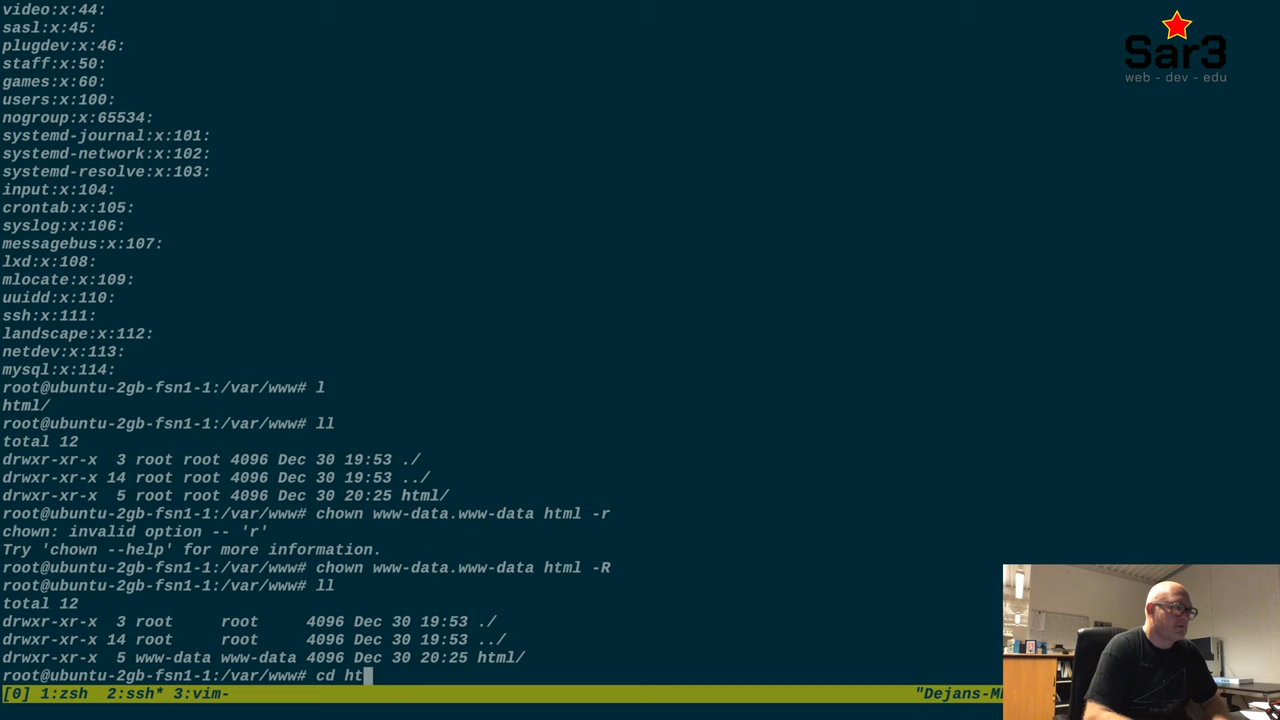 video:x:44:
sasl:x:45:
plugdev:x:46:
staff:x:50:
games:x:60:
users:x:100:
nogroup:x:65534:
systemd-journal:x:101:
systemd-network:x:102:
systemd-resolve:x:103:
input:x:104:
crontab:x:105:
syslog:x:106:
messagebus:x:107:
lxd:x:108:
mlocate:x:109:
uuidd:x:110:
ssh:x:111:
landscape:x:112:
netdev:x:113:
mysql:x:114:
root@ubuntu-2gb-fsn1-1:/var/www# l
html/
root@ubuntu-2gb-fsn1-1:/var/www# ll
total 12
drwxr-xr-x  3 root root 4096 Dec 30 19:53 ./
drwxr-xr-x 14 root root 4096 Dec 30 19:53 ../
drwxr-xr-x  5 root root 4096 Dec 30 20:25 html/
root@ubuntu-2gb-fsn1-1:/var/www# chown www-data.www-data html -r
chown: invalid option -- 'r'
Try 'chown --help' for more information.
root@ubuntu-2gb-fsn1-1:/var/www# chown www-data.www-data html -R
root@ubuntu-2gb-fsn1-1:/var/www# ll
total 12
drwxr-xr-x  3 root     root     4096 Dec 30 19:53 ./
drwxr-xr-x 14 root     root     4096 Dec 30 19:53 ../
drwxr-xr-x  5 www-data www-data 4096 Dec 30 20:25 html/
root@ubuntu-2gb-fsn1-1:/var/www# cd ht
[0] 1:zsh  2:ssh* 3:vim- "Dejans-M
Sar3
web - dev - edu